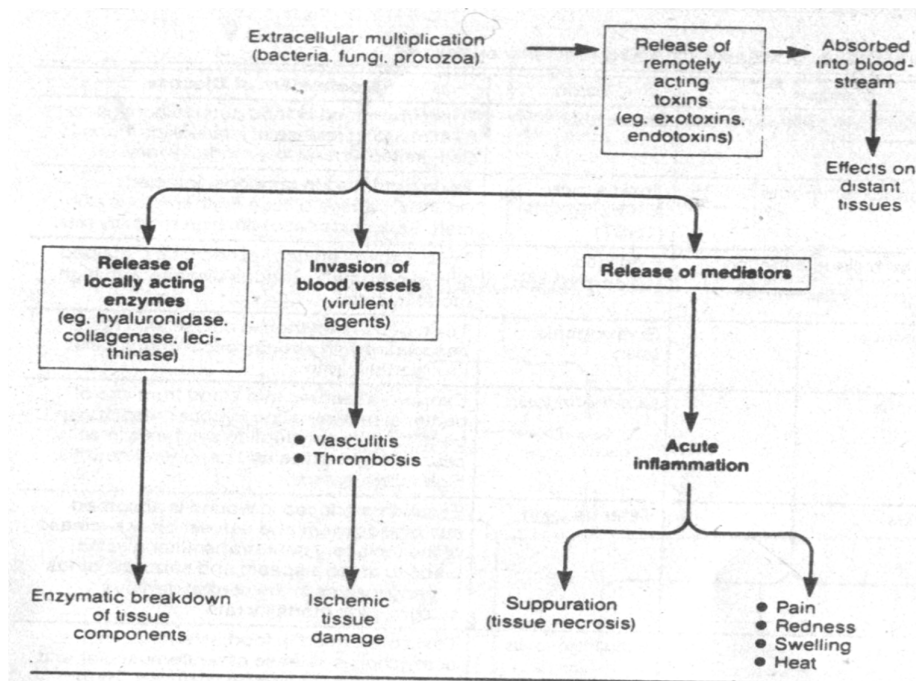 Extracellular multiplication
(bacteria, fungi, protozoa)
Release of
remotely
acting
toxins
(eg. exotoxins,
endotoxins)
Absorbed
into blood-
stream
Effects on
distant
tissues
Release of
locally acting
enzymes
(eg, hyaluronidase,
collagenase, leci-
thinase)
Invasion of
blood vessels
(virulent
agents)
Release of mediators
• Vasculitis
• Thrombosis
Acute
inflammation
Enzymatic breakdown
of tissue
components
Ischemic
tissue
damage
Suppuration
(tissue necrosis)
• Pain
• Redness
• Swelling
• Heat